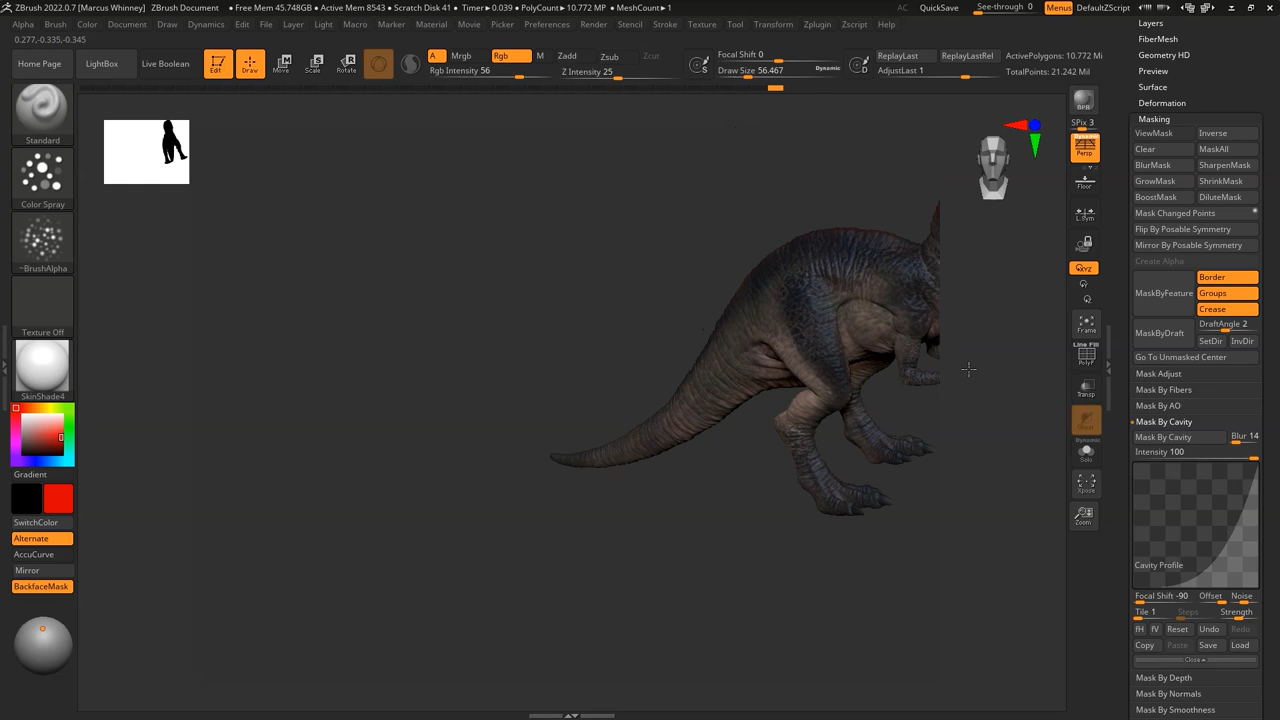 ZBrush 2022.0.7 [Marcus Whinney] ZBrush Document • Free Mem 45.748GB • Active Mem 8543 • Scratch Disk 41 • Timer▸0.039 • PolyCount▸10.772 MP • MeshCount▸1 AC QuickSave See-through 0 Menus DefaultZScript
Alpha Brush Color Document Draw Dynamics Edit File Layer Light Macro Marker Material Movie Picker Preferences Render Stencil Stroke Texture Tool Transform Zplugin Zscript Help
0.277,-0.335,-0.345
Home Page LightBox Live Boolean Edit Draw Move Scale Rotate
A Mrgb Rgb M Zadd Zsub Zcut
Rgb Intensity 56 Z Intensity 25
S Focal Shift 0
Draw Size 56.467 Dynamic
D ReplayLast ReplayLastRel ActivePolygons: 10.772 Mi
AdjustLast 1 TotalPoints: 21.242 Mil
Standard
Color Spray
~BrushAlpha
Texture Off
SkinShade4
Gradient
SwitchColor
Alternate
AccuCurve
Mirror
BackfaceMask
BPR
SPix 3
Dynamic
Persp
Floor
L.Sym
XYZ
Frame
Line Fill
PolyF
Transp
Dynamic
Solo
Xpose
Zoom
Layers
FiberMesh
Geometry HD
Preview
Surface
Deformation
Masking
ViewMask Inverse
Clear MaskAll
BlurMask SharpenMask
GrowMask ShrinkMask
BoostMask DiluteMask
Mask Changed Points
Flip By Posable Symmetry
Mirror By Posable Symmetry
Create Alpha
MaskByFeature Border
Groups
Crease
MaskByDraft DraftAngle 2
SetDir InvDir
Go To Unmasked Center
Mask Adjust
Mask By Fibers
Mask By AO
Mask By Cavity
Mask By Cavity Blur 14
Intensity 100
Cavity Profile
Focal Shift -90 Offset Noise
Tile 1 Steps Strength
fH fV Reset Undo Redo
Copy Paste Save Load
Close
Mask By Depth
Mask By Normals
Mask By Smoothness